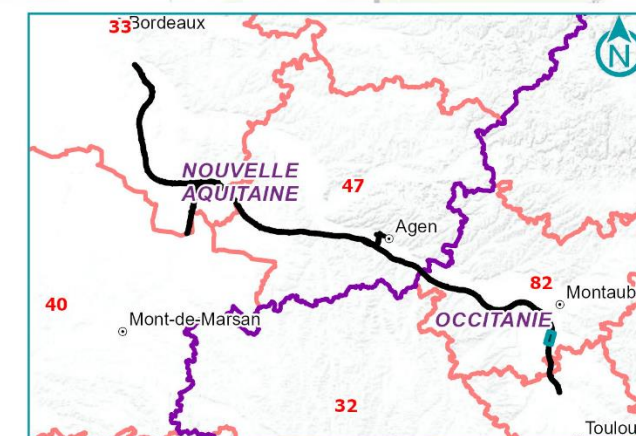 33 Bordeaux
N
NOUVELLE
AQUITAINE
47
Agen
82
Montaub
40
OCCITANIE
Mont-de-Marsan
32
Toulou